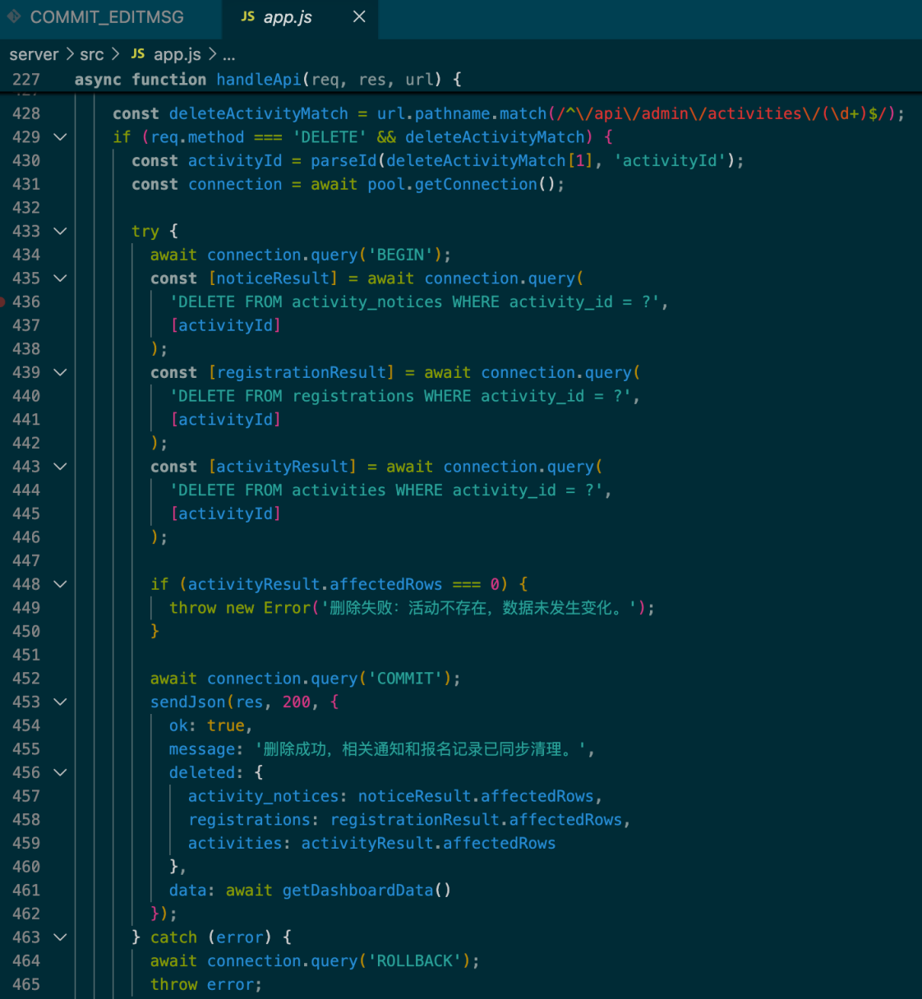 COMMIT_EDITMSG JS app.js ×
server > src > JS app.js > ...
227 async function handleApi(req, res, url) {
428 const deleteActivityMatch = url.pathname.match(/^\/api\/admin\/activities\/(\d+)$/);
429 if (req.method === 'DELETE' && deleteActivityMatch) {
430 const activityId = parseId(deleteActivityMatch[1], 'activityId');
431 const connection = await pool.getConnection();
432
433 try {
434 await connection.query('BEGIN');
435 const [noticeResult] = await connection.query(
436 'DELETE FROM activity_notices WHERE activity_id = ?',
437 [activityId]
438 );
439 const [registrationResult] = await connection.query(
440 'DELETE FROM registrations WHERE activity_id = ?',
441 [activityId]
442 );
443 const [activityResult] = await connection.query(
444 'DELETE FROM activities WHERE activity_id = ?',
445 [activityId]
446 );
447
448 if (activityResult.affectedRows === 0) {
449 throw new Error('删除失败：活动不存在，数据未发生变化。');
450 }
451
452 await connection.query('COMMIT');
453 sendJson(res, 200, {
454 ok: true,
455 message: '删除成功，相关通知和报名记录已同步清理。',
456 deleted: {
457 activity_notices: noticeResult.affectedRows,
458 registrations: registrationResult.affectedRows,
459 activities: activityResult.affectedRows
460 },
461 data: await getDashboardData()
462 });
463 } catch (error) {
464 await connection.query('ROLLBACK');
465 throw error;